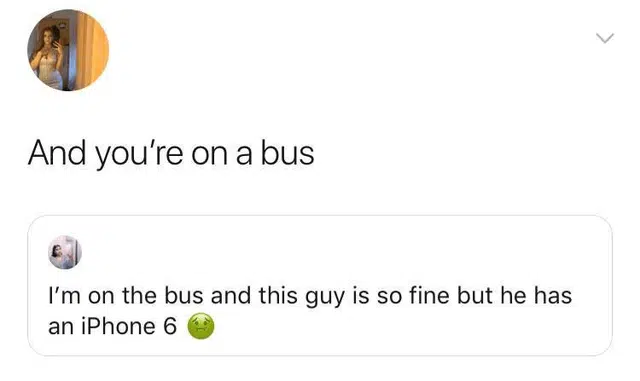 And you’re on a bus
I’m on the bus and this guy is so fine but he has
an iPhone 6 🤢